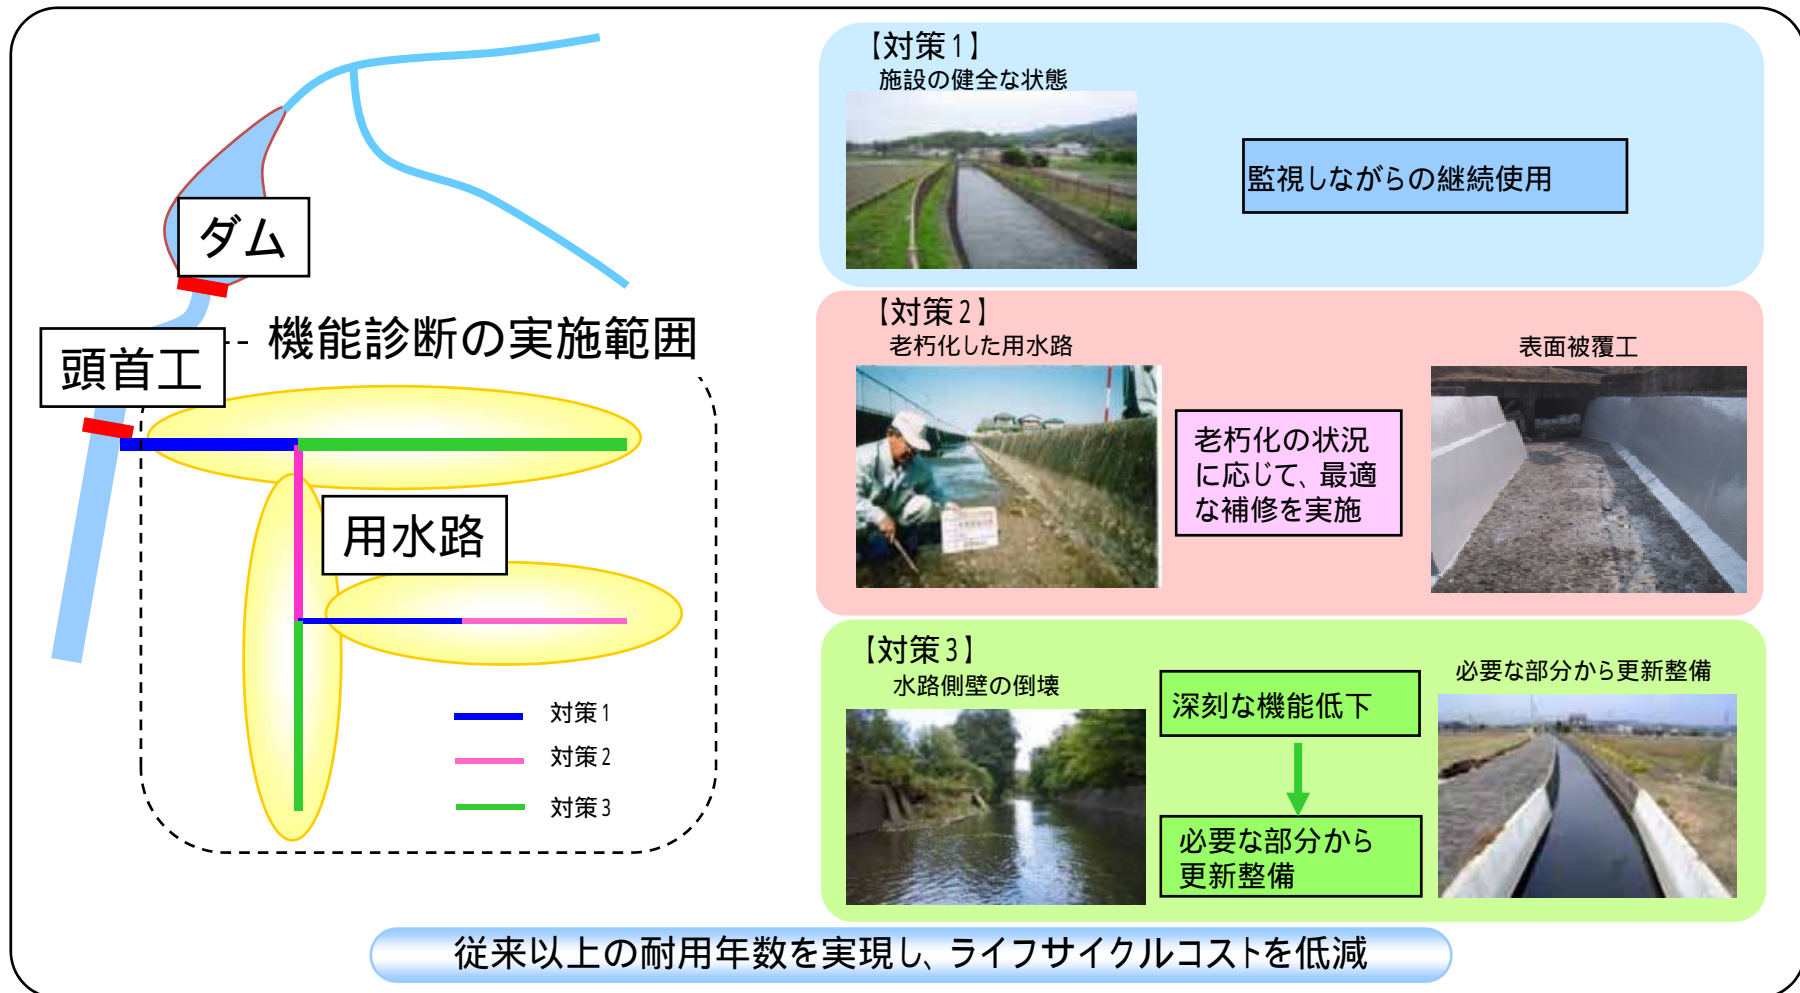 ダム
頭首工
機能診断の実施範囲
用水路
対策1
対策2
対策3
【対策1】
施設の健全な状態
監視しながらの継続使用
【対策2】
老朽化した用水路
老朽化の状況
に応じて、最適
な補修を実施
表面被覆工
【対策3】
水路側壁の倒壊
深刻な機能低下
必要な部分から
更新整備
必要な部分から更新整備
従来以上の耐用年数を実現し、ライフサイクルコストを低減